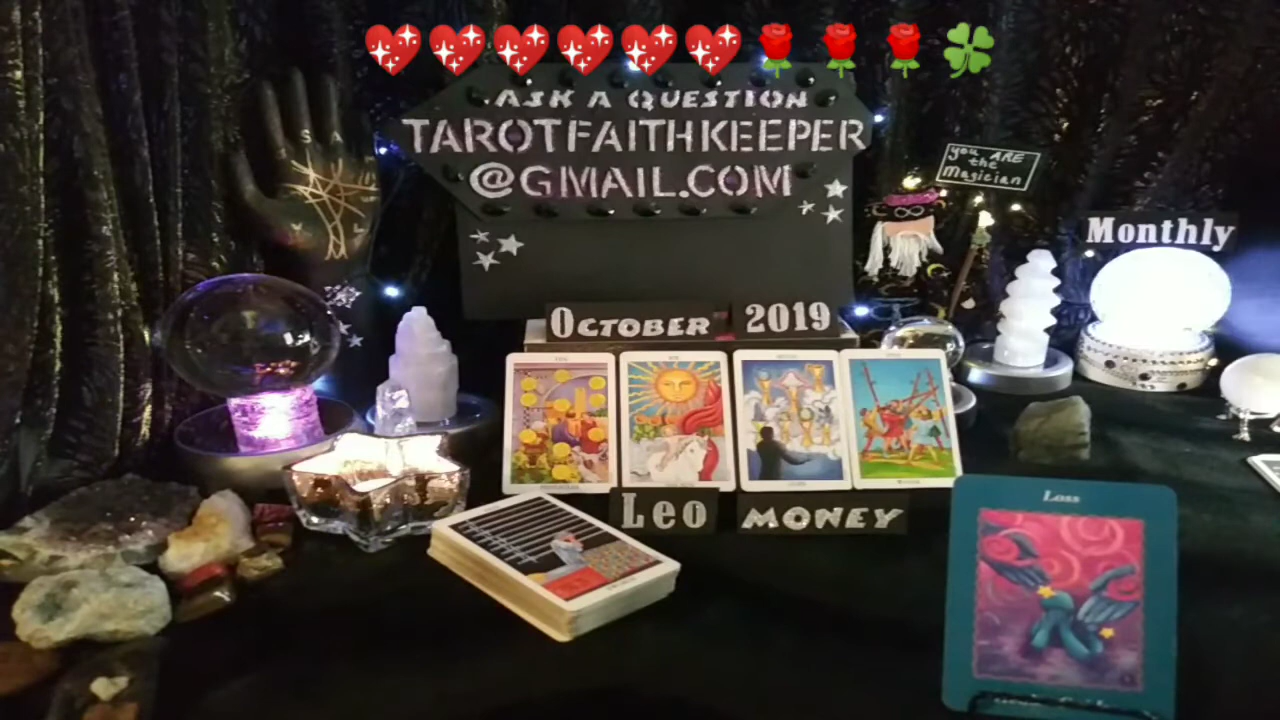 ASK A QUESTION
TAROTFAITHKEEPER
@GMAIL.COM
you ARE
the
Magician
Monthly
S A
OCTOBER 2019
LEO MONEY
Loss